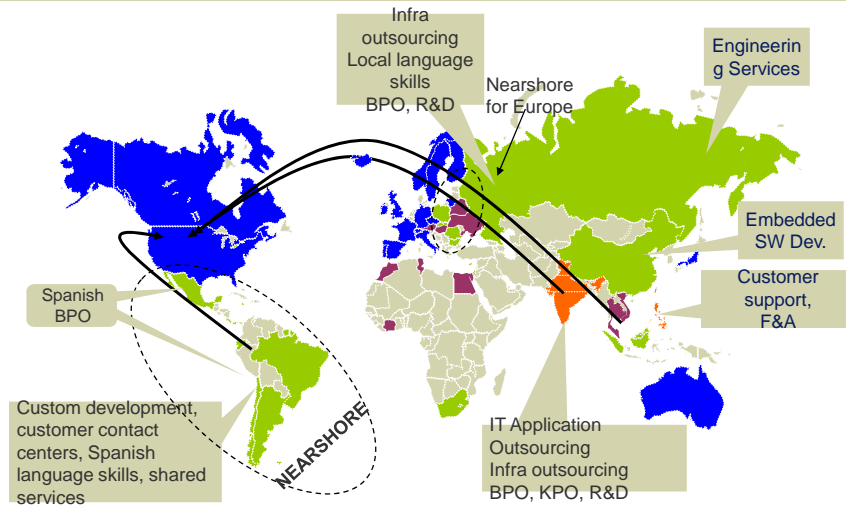 Infra
outsourcing
Local language
skills
BPO, R&D
Nearshore
for Europe
Engineerin
g Services
Embedded
SW Dev.
Customer
support,
F&A
Spanish
BPO
Custom development,
customer contact
centers, Spanish
language skills, shared
services
NEARSHORE
IT Application
Outsourcing
Infra outsourcing
BPO, KPO, R&D